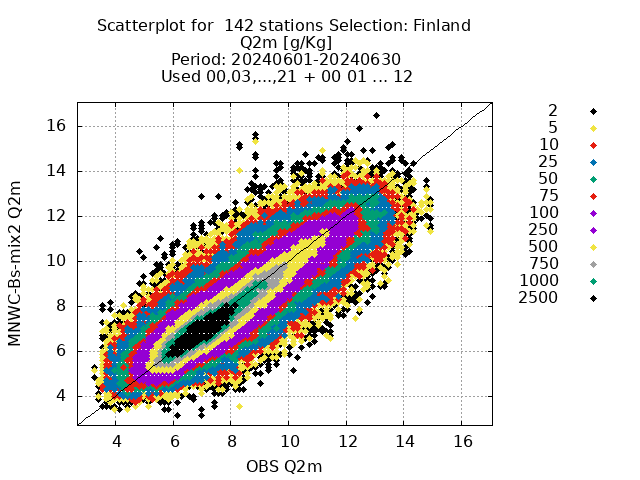 Scatterplot for  142 stations Selection: Finland
Q2m [g/Kg]
Period: 20240601-20240630
Used 00,03,...,21 + 00 01 ... 12
2
5
10
25
50
75
100
250
500
750
1000
2500
16
14
12
10
8
6
4
MNWC-Bs-mix2 Q2m
4 6 8 10 12 14 16
OBS Q2m